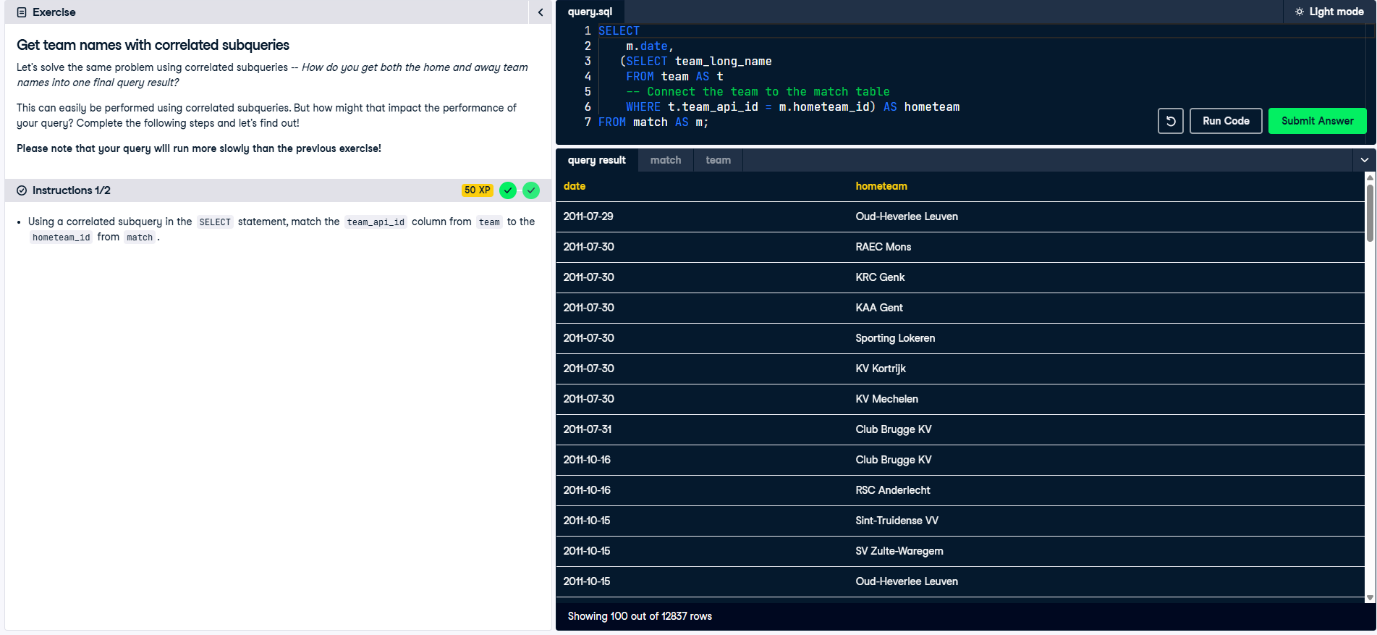 Exercise
Get team names with correlated subqueries
Let's solve the same problem using correlated subqueries -- How do you get both the home and away team
names into one final query result?
This can easily be performed using correlated subqueries. But how might that impact the performance of
your query? Complete the following steps and let's find out!
Please note that your query will run more slowly than the previous exercise!
Instructions 1/2
50 XP
• Using a correlated subquery in the SELECT statement, match the team_api_id column from team to the
hometeam_id from match.
query.sql
Light mode
1 SELECT
2 m.date,
3 (SELECT team_long_name
4 FROM team AS t
5 -- Connect the team to the match table
6 WHERE t.team_api_id = m.hometeam_id) AS hometeam
7 FROM match AS m;
Run Code
Submit Answer
query result match team
date hometeam
2011-07-29 Oud-Heverlee Leuven
2011-07-30 RAEC Mons
2011-07-30 KRC Genk
2011-07-30 KAA Gent
2011-07-30 Sporting Lokeren
2011-07-30 KV Kortrijk
2011-07-30 KV Mechelen
2011-07-31 Club Brugge KV
2011-10-16 Club Brugge KV
2011-10-16 RSC Anderlecht
2011-10-15 Sint-Truidense VV
2011-10-15 SV Zulte-Waregem
2011-10-15 Oud-Heverlee Leuven
Showing 100 out of 12837 rows